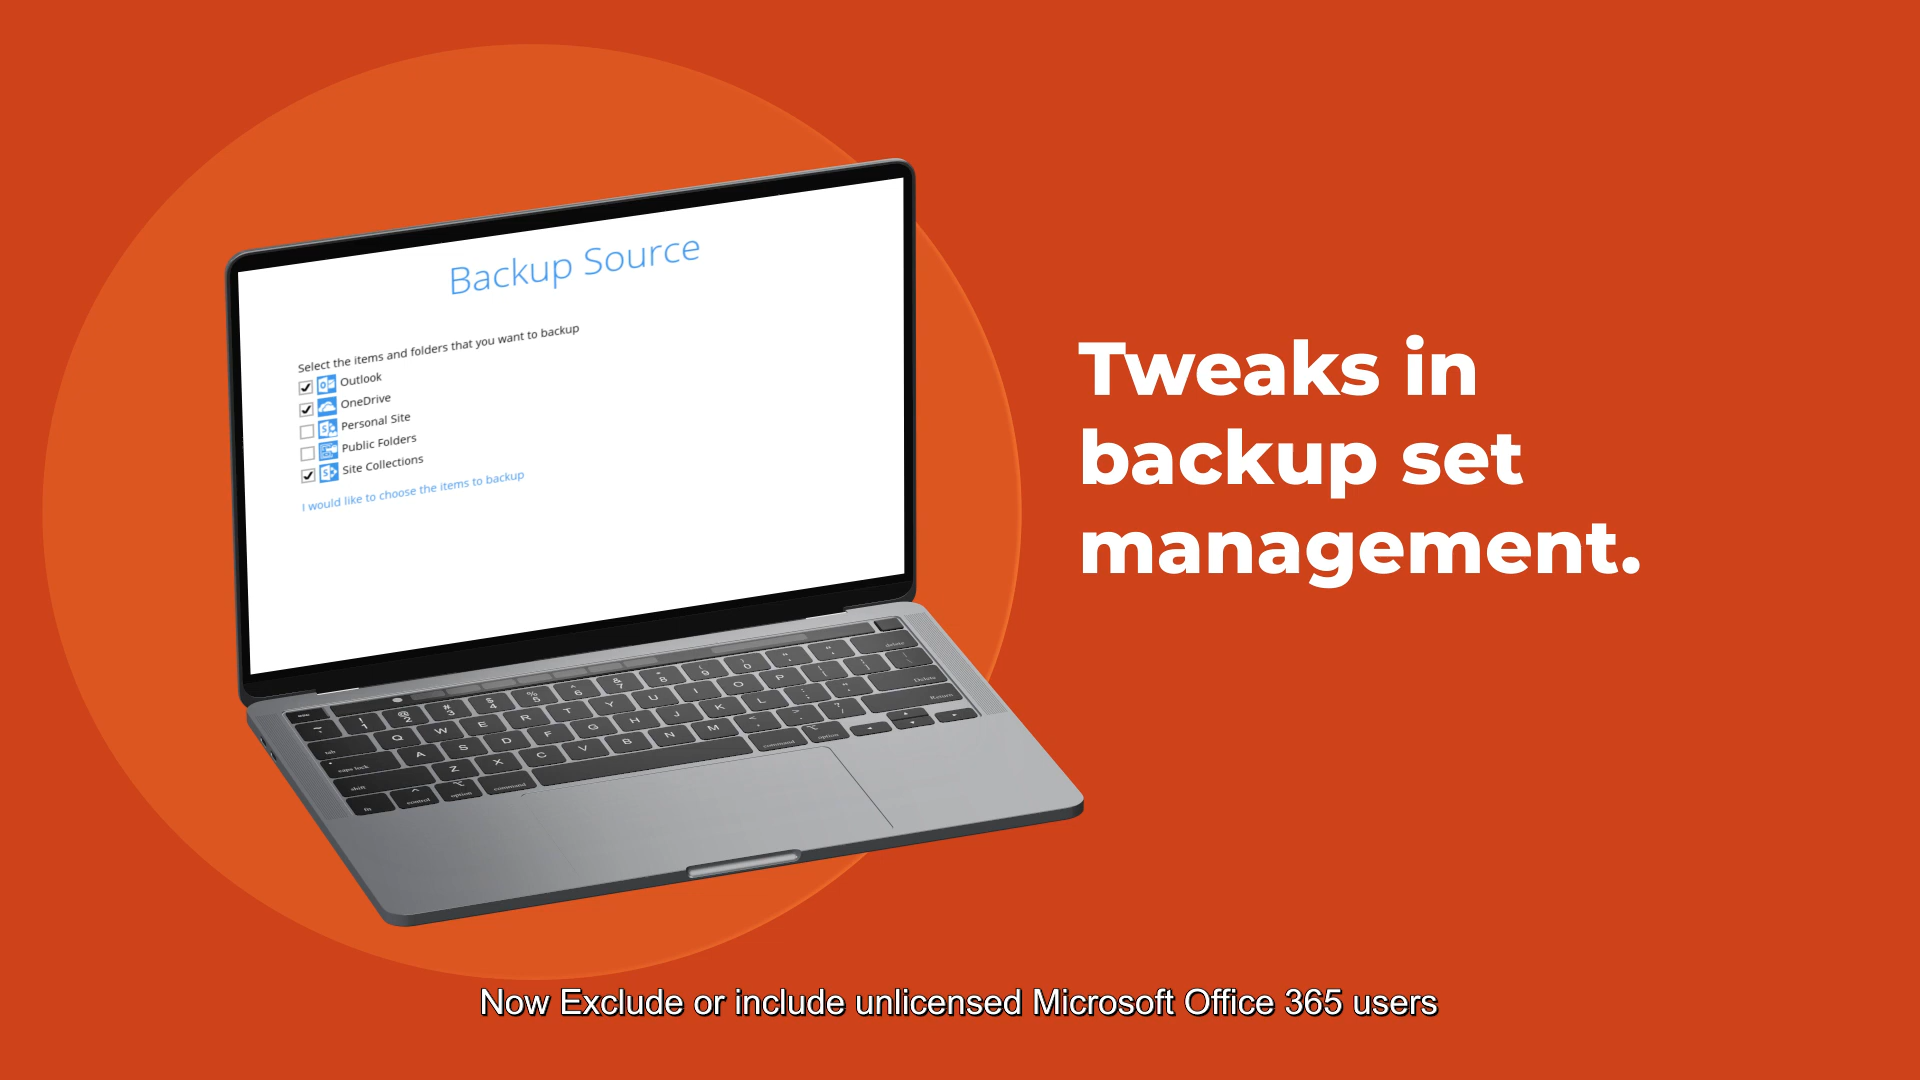 Backup Source
Select the items and folders that you want to backup
Outlook
OneDrive
Personal Site
Public Folders
Site Collections
I would like to choose the items to backup
Tweaks in
backup set
management.
Now Exclude or include unlicensed Microsoft Office 365 users